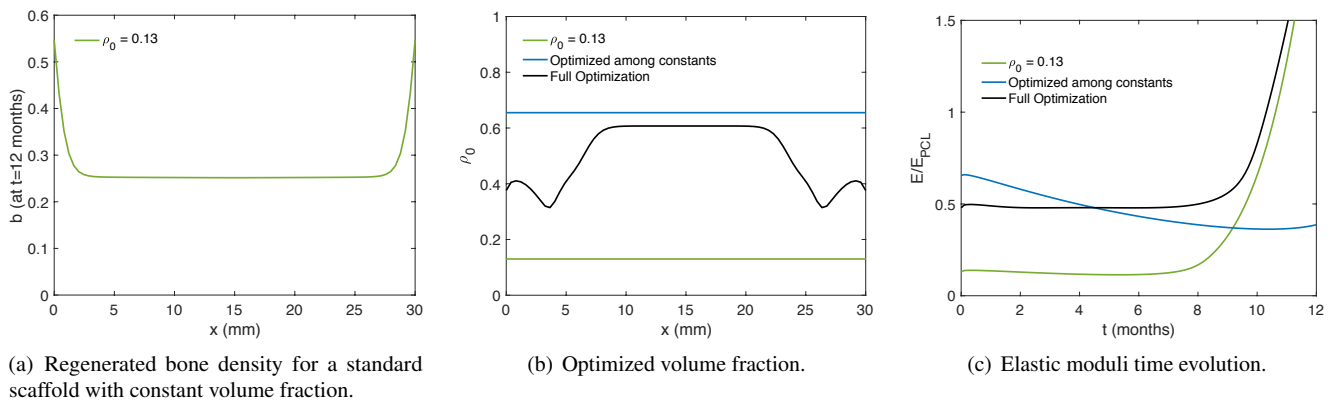 0.6
0.5
0.4
0.3
0.2
0.1
0
b (at t=12 months)
ρ0 = 0.13
0 5 10 15 20 25 30
x (mm)
(a) Regenerated bone density for a standard
scaffold with constant volume fraction.
1
0.8
0.6
0.4
0.2
0
ρ0
ρ0 = 0.13
Optimized among constants
Full Optimization
0 5 10 15 20 25 30
x (mm)
(b) Optimized volume fraction.
1.5
1
0.5
0
E/EPCL
ρ0 = 0.13
Optimized among constants
Full Optimization
0 2 4 6 8 10 12
t (months)
(c) Elastic moduli time evolution.